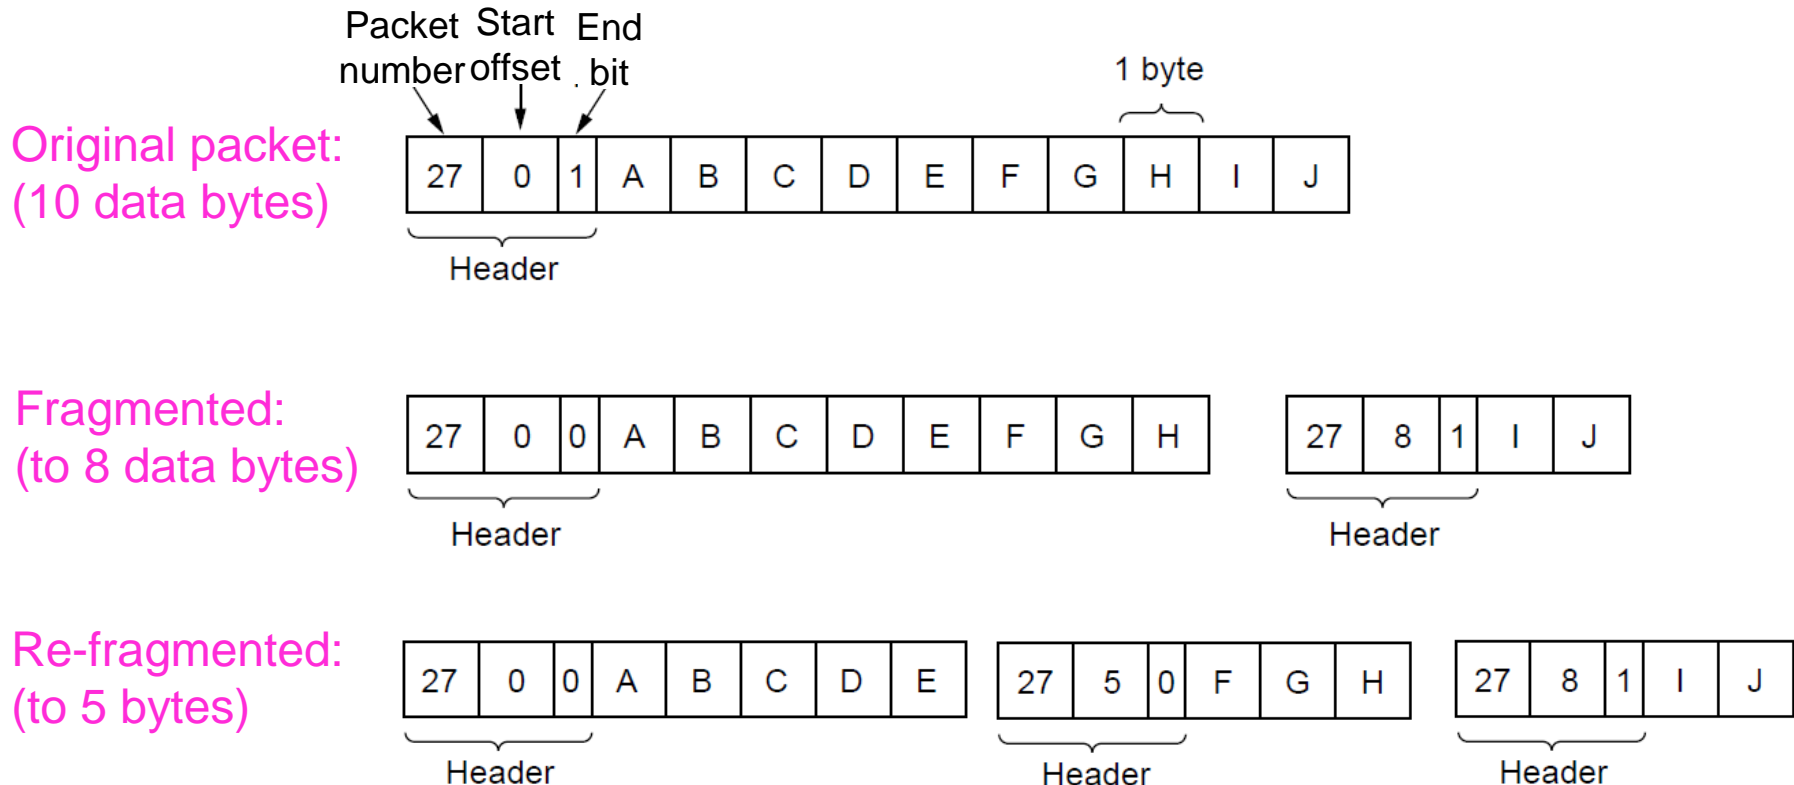 Packet Start End
number offset bit
1 byte
Original packet:
(10 data bytes)
27 0 1 A B C D E F G H I J
Header
Fragmented:
(to 8 data bytes)
27 0 0 A B C D E F G H 27 8 1 I J
Header Header
Re-fragmented:
(to 5 bytes)
27 0 0 A B C D E 27 5 0 F G H 27 8 1 I J
Header Header Header